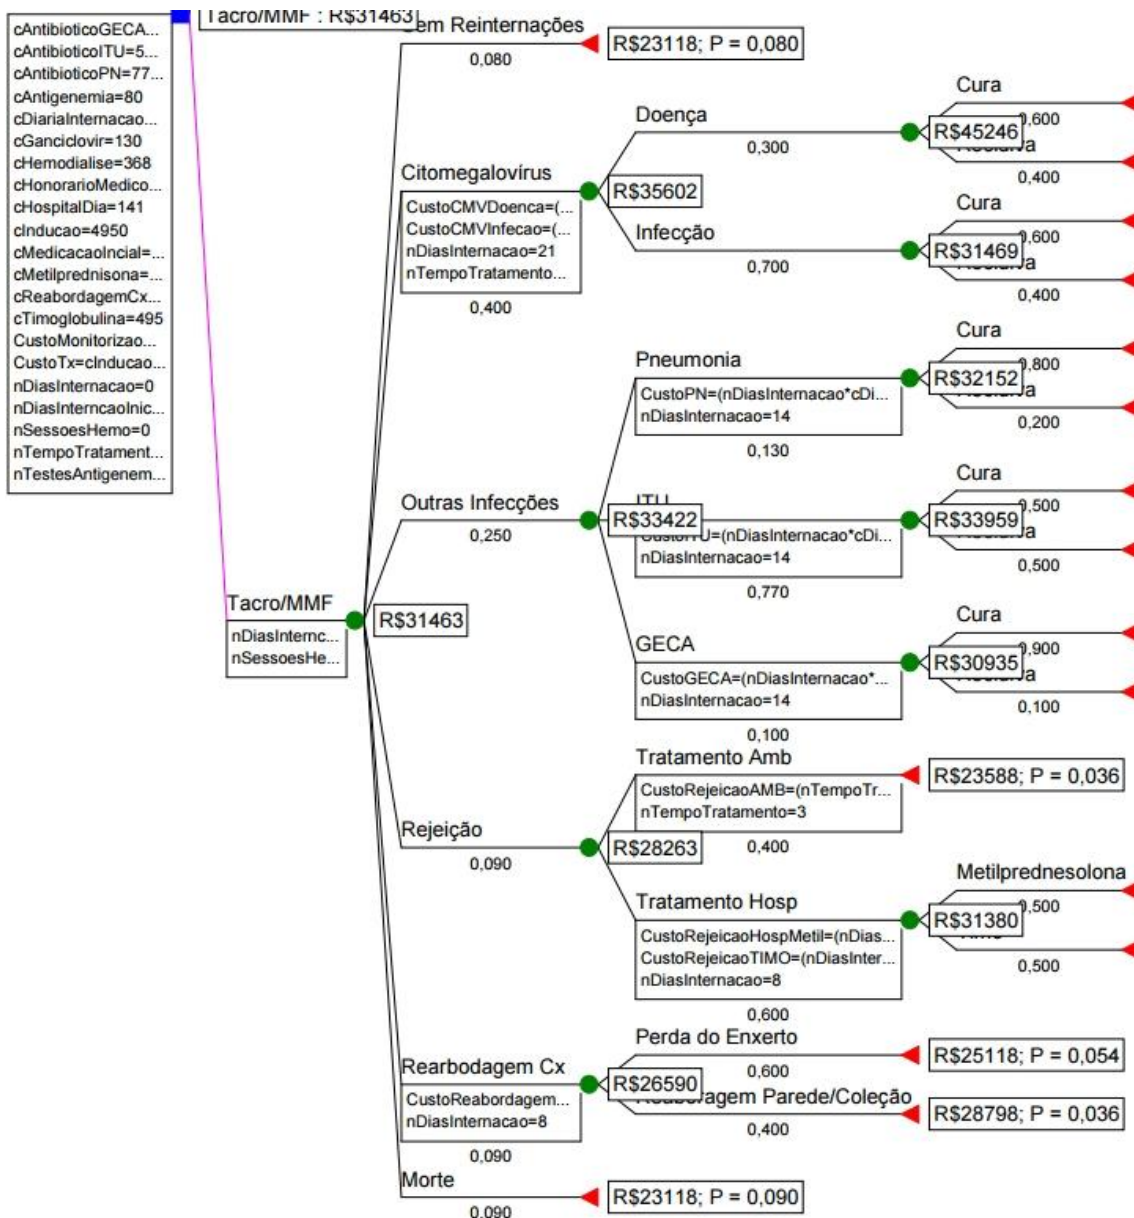 cAntibioticoGECA...
cAntibioticoITU=5...
cAntibioticoPN=77...
cAntigenemia=80
cDiariaInternacao...
cGanciclovir=130
cHemodialise=368
cHonorarioMedico...
cHospitalDia=141
cInducao=4950
cMedicacaoIncial=...
cMetilprednisona=...
cReabordagemCx...
cTimoglobulina=495
CustoMonitorizao...
CustoTx=cInducao...
nDiasInternacao=0
nDiasInterncaoInic...
nSessoesHemo=0
nTempoTratament...
nTestesAntigenem...
Tacro/MMF : R$31463
Tacro/MMF
nDiasInternc...
nSessoesHe...
R$31463
Sem Reinternações
0,080
R$23118; P = 0,080
Citomegalovírus
CustoCMVDoenca=(...
CustoCMVInfecao=(...
nDiasInternacao=21
nTempoTratamento...
0,400
R$35602
Doença
0,300
R$45246
Cura
0,600
0,400
Infecção
0,700
R$31469
Cura
0,600
0,400
Outras Infecções
0,250
R$33422
Pneumonia
CustoPN=(nDiasInternacao*cDi...
nDiasInternacao=14
0,130
R$32152
Cura
0,800
0,200
ITU
CustoITU=(nDiasInternacao*cDi...
nDiasInternacao=14
0,770
R$33959
Cura
0,500
0,500
GECA
CustoGECA=(nDiasInternacao*...
nDiasInternacao=14
0,100
R$30935
Cura
0,900
0,100
Rejeição
0,090
R$28263
Tratamento Amb
CustoRejeicaoAMB=(nTempoTr...
nTempoTratamento=3
0,400
R$23588; P = 0,036
Tratamento Hosp
CustoRejeicaoHospMetil=(nDias...
CustoRejeicaoTIMO=(nDiasInter...
nDiasInternacao=8
0,600
R$31380
Metilprednesolona
0,500
0,500
Rearbodagem Cx
CustoReabordagem...
nDiasInternacao=8
0,090
R$26590
Perda do Enxerto
0,600
R$25118; P = 0,054
Parede/Coleção
0,400
R$28798; P = 0,036
Morte
0,090
R$23118; P = 0,090